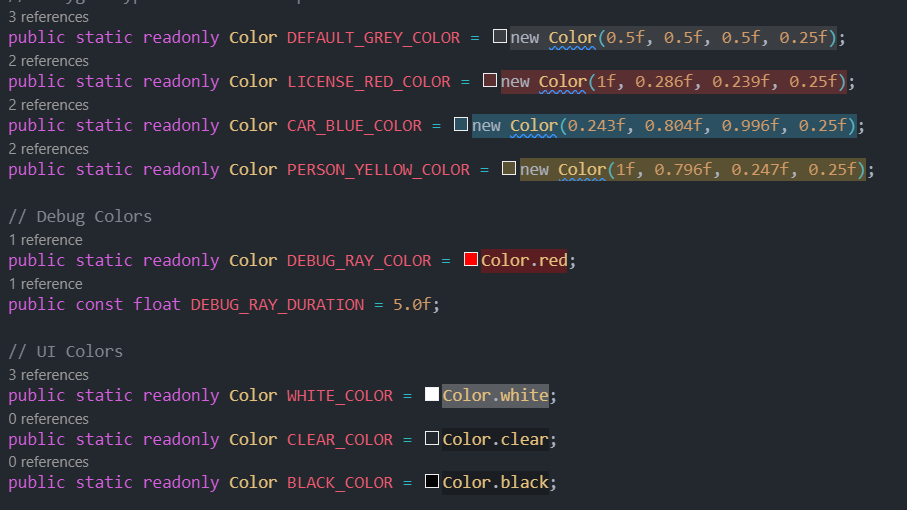 3 references
public static readonly Color DEFAULT_GREY_COLOR = new Color(0.5f, 0.5f, 0.5f, 0.25f);
2 references
public static readonly Color LICENSE_RED_COLOR = new Color(1f, 0.286f, 0.239f, 0.25f);
2 references
public static readonly Color CAR_BLUE_COLOR = new Color(0.243f, 0.804f, 0.996f, 0.25f);
2 references
public static readonly Color PERSON_YELLOW_COLOR = new Color(1f, 0.796f, 0.247f, 0.25f);
// Debug Colors
1 reference
public static readonly Color DEBUG_RAY_COLOR = Color.red;
1 reference
public const float DEBUG_RAY_DURATION = 5.0f;
// UI Colors
3 references
public static readonly Color WHITE_COLOR = Color.white;
0 references
public static readonly Color CLEAR_COLOR = Color.clear;
0 references
public static readonly Color BLACK_COLOR = Color.black;